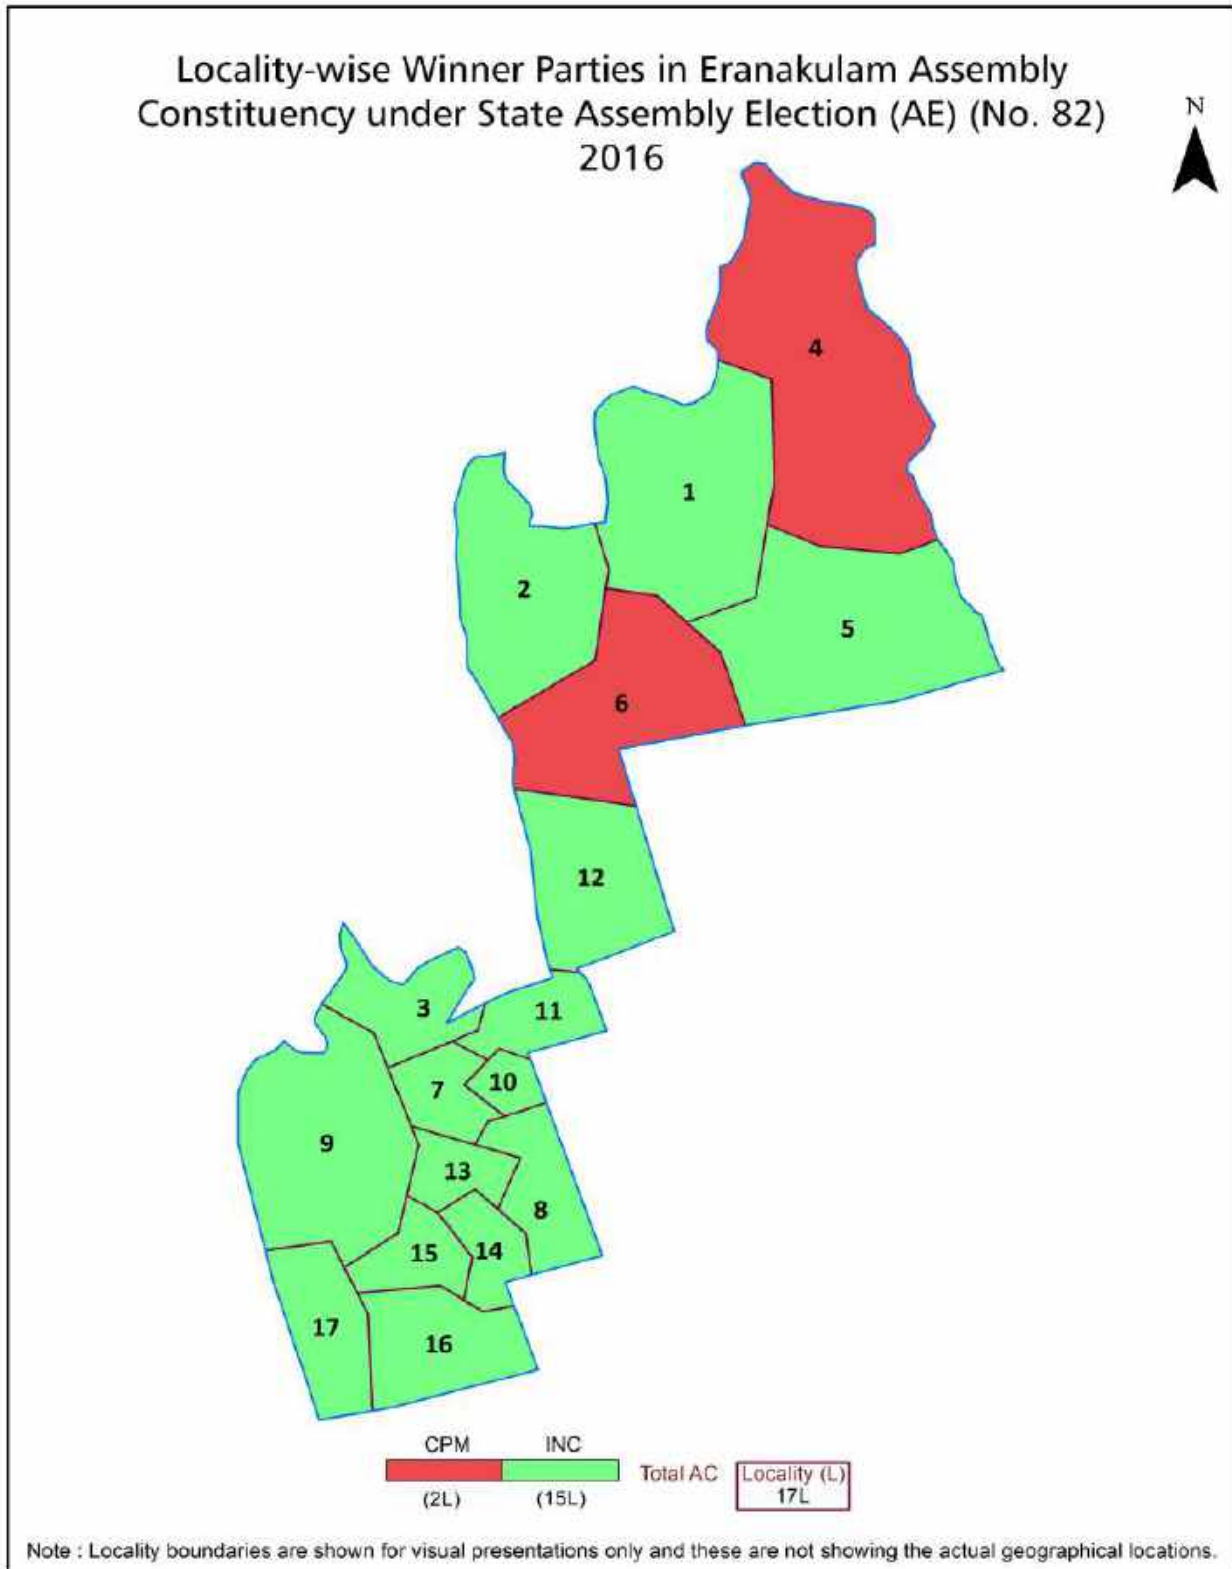 Locality-wise Winner Parties in Eranakulam Assembly
Constituency under State Assembly Election (AE) (No. 82)
2016
N
4
1
2
5
6
12
3
11
10
7
9
13
8
15
14
17
16
CPM INC
Total AC Locality (L)
(2L) (15L) 17L
Note : Locality boundaries are shown for visual presentations only and these are not showing the actual geographical locations.